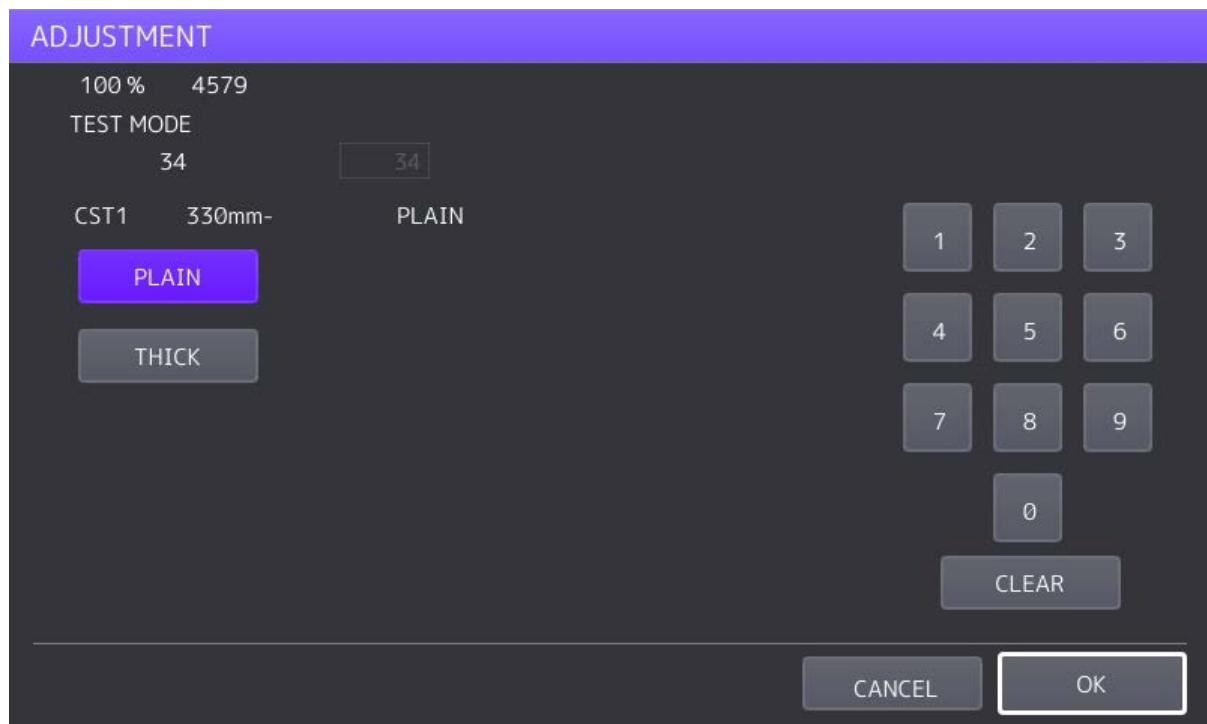 ADJUSTMENT
100 % 4579
TEST MODE
34 34
CST1 330mm- PLAIN
PLAIN
THICK
1 2 3
4 5 6
7 8 9
0
CLEAR
CANCEL OK